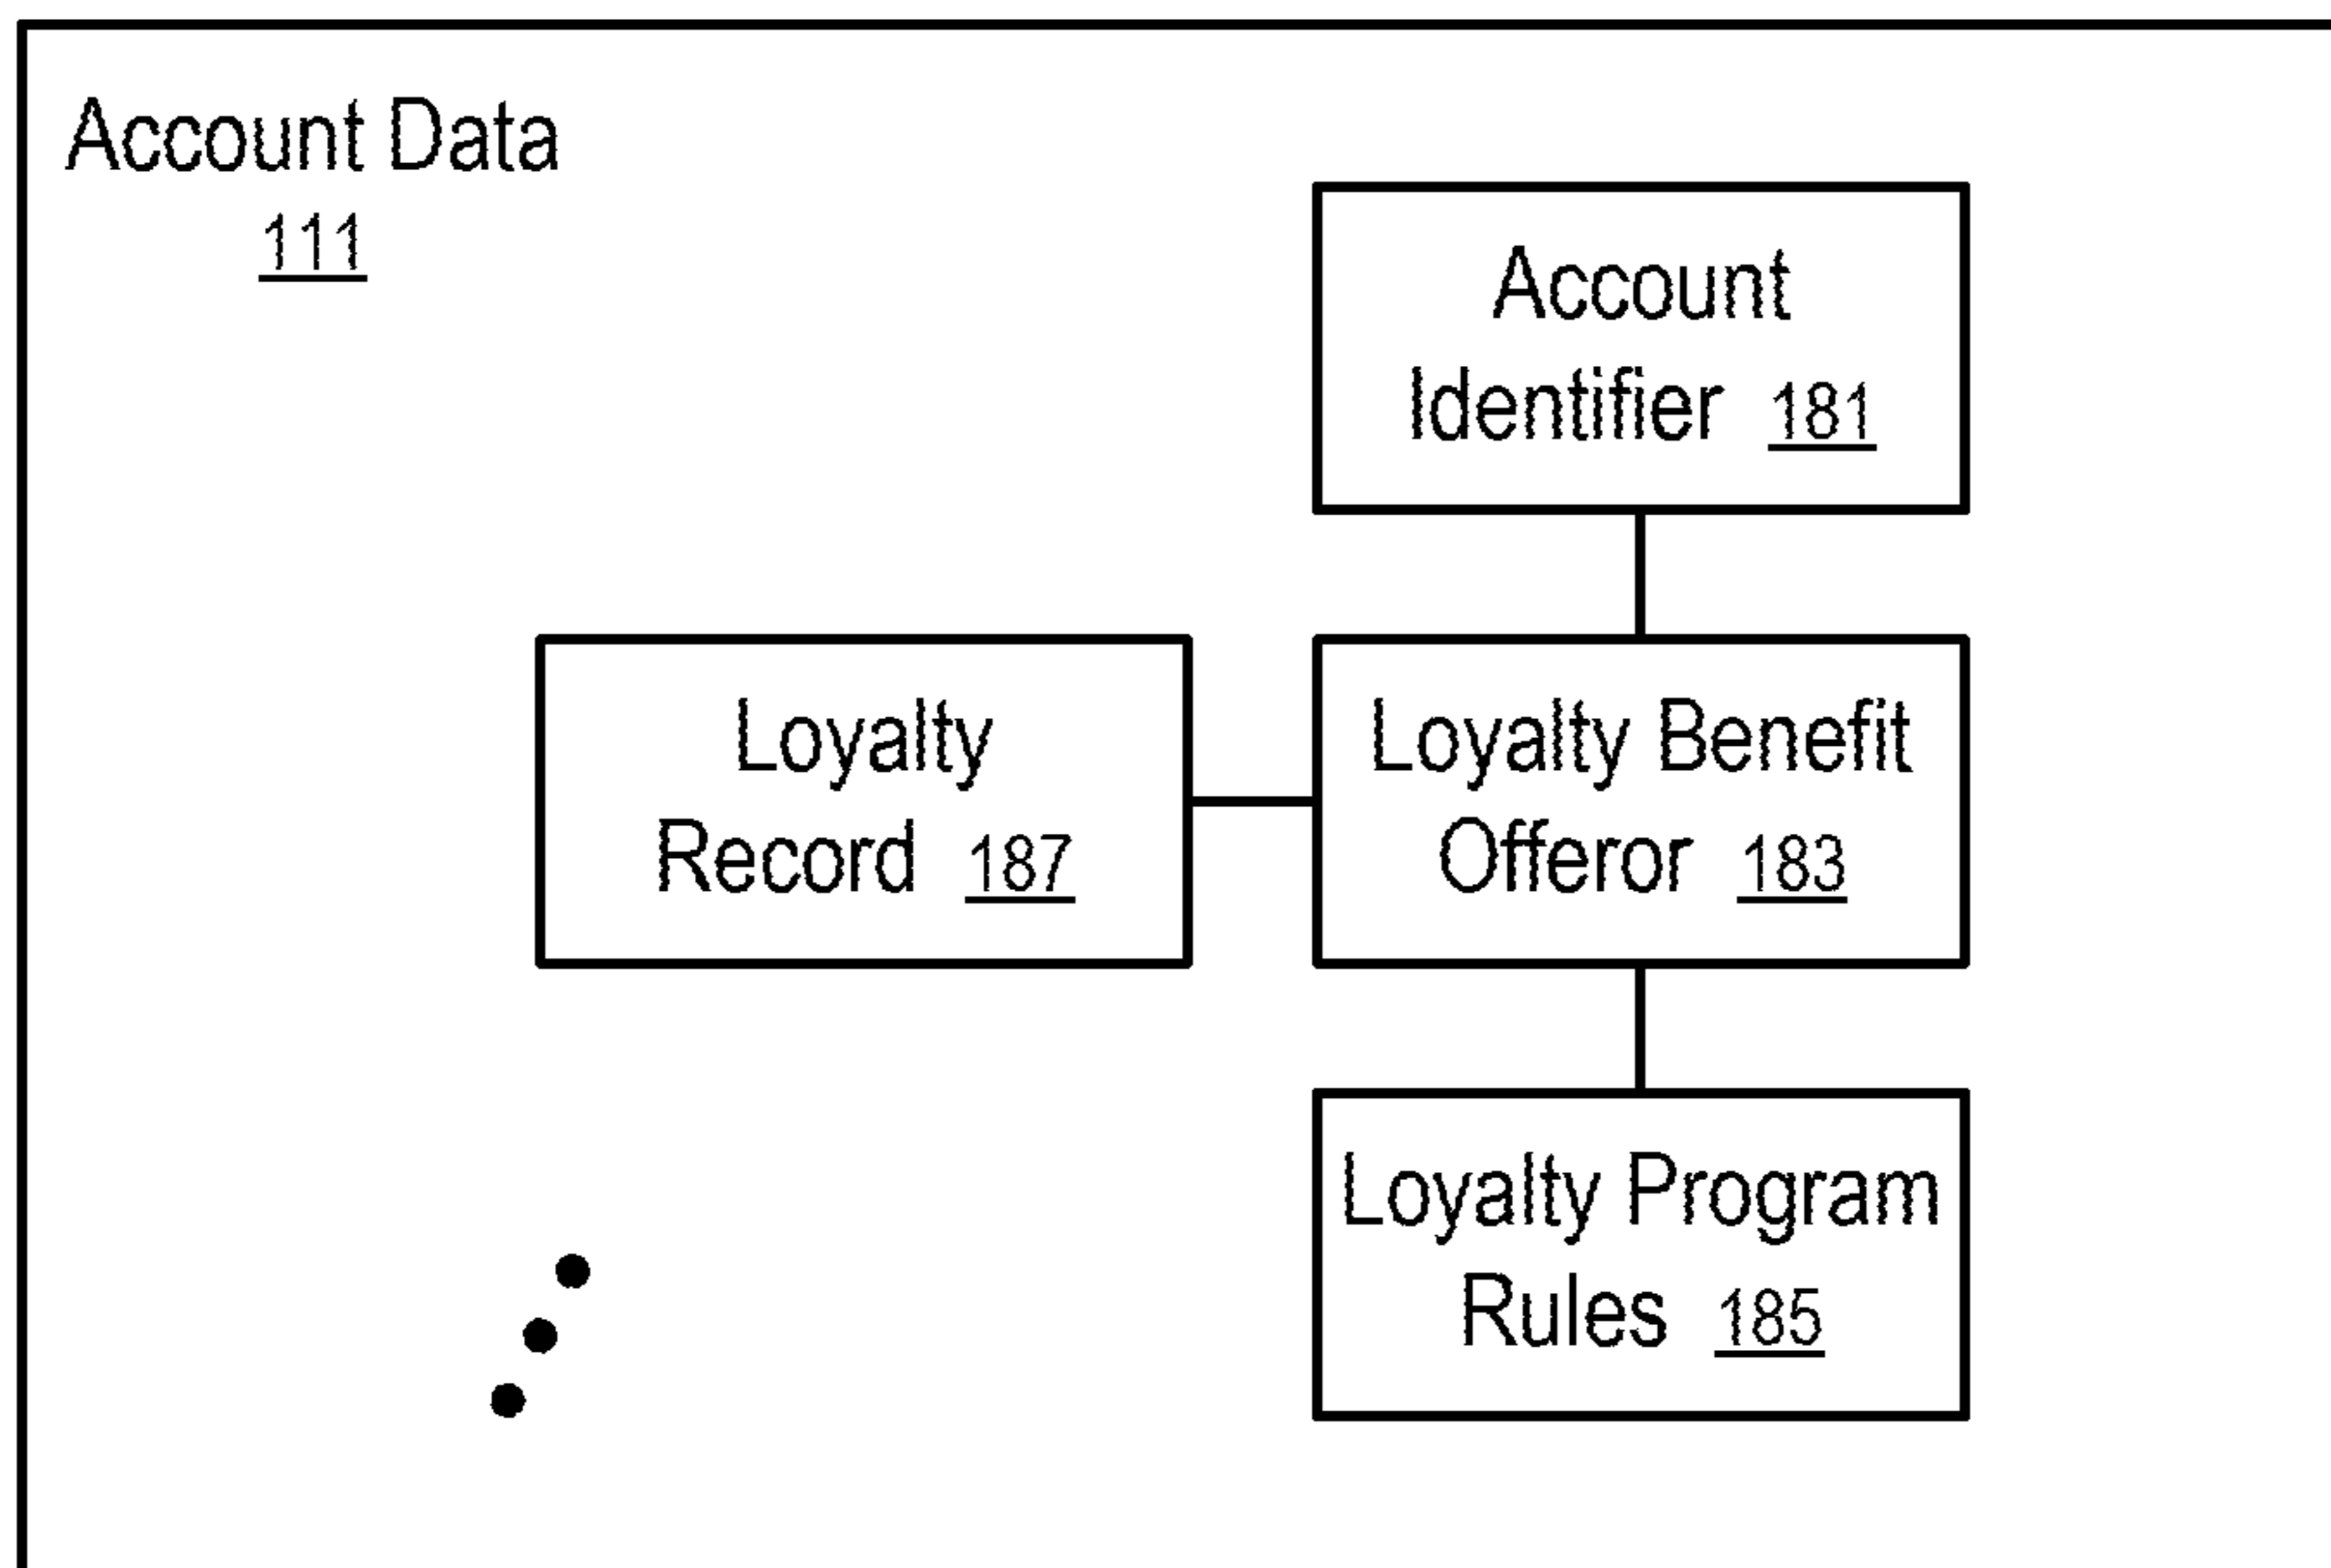 Account Data
111
Account
Identifier 181
Loyalty
Record 187
Loyalty Benefit
Offeror 183
Loyalty Program
Rules 185